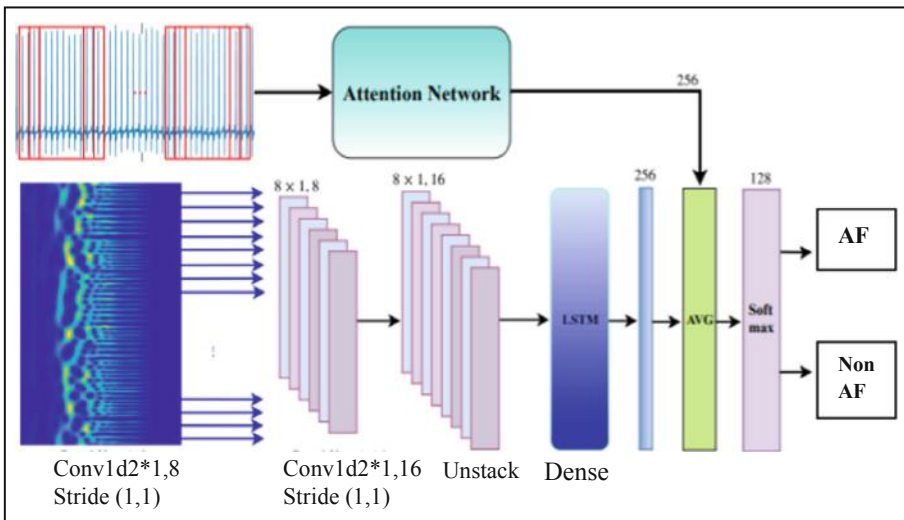 Attention Network
256
8 × 1, 8
8 × 1, 16
256
128
LSTM
AVG
Soft
max
AF
Non
AF
Conv1d2*1,8
Stride (1,1)
Conv1d2*1,16
Stride (1,1)
Unstack
Dense